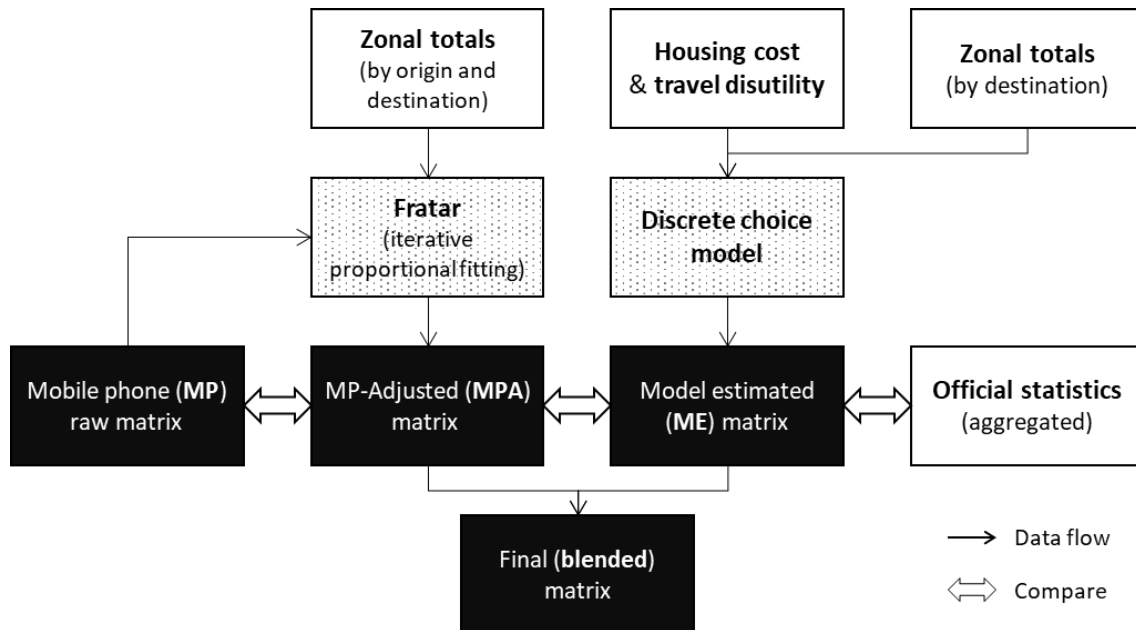 Zonal totals
(by origin and
destination)
Housing cost
& travel disutility
Zonal totals
(by destination)
Fratar
(iterative
proportional fitting)
Discrete choice
model
Mobile phone (MP)
raw matrix
MP-Adjusted (MPA)
matrix
Model estimated
(ME) matrix
Official statistics
(aggregated)
Final (blended)
matrix
Data flow
Compare